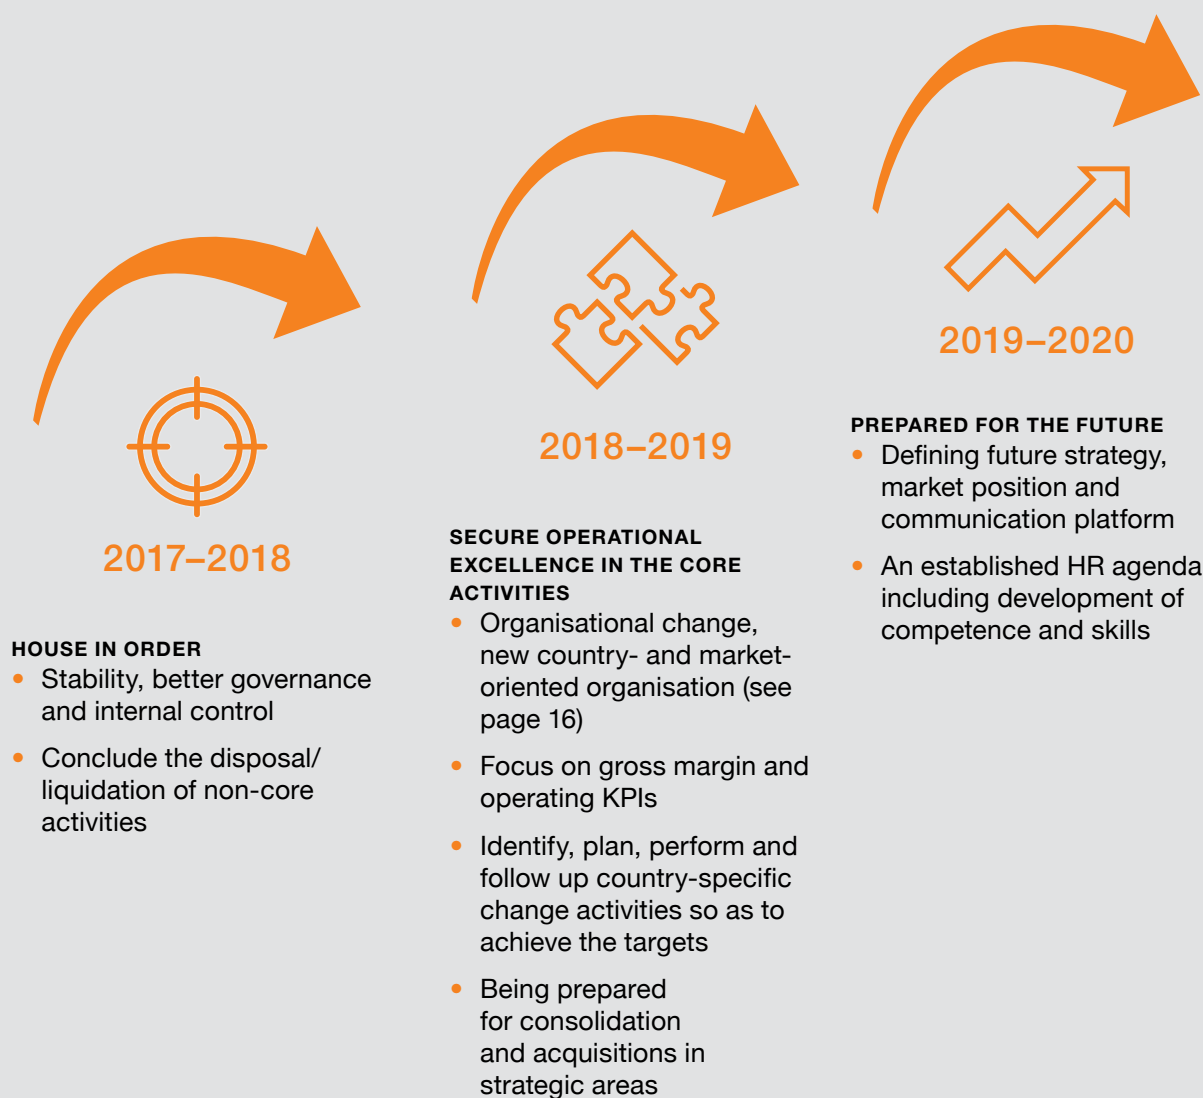 2017–2018
HOUSE IN ORDER
• Stability, better governance
and internal control
• Conclude the disposal/
liquidation of non-core
activities
2018–2019
SECURE OPERATIONAL
EXCELLENCE IN THE CORE
ACTIVITIES
• Organisational change,
new country- and market-
oriented organisation (see
page 16)
• Focus on gross margin and
operating KPIs
• Identify, plan, perform and
follow up country-specific
change activities so as to
achieve the targets
• Being prepared
for consolidation
and acquisitions in
strategic areas
2019–2020
PREPARED FOR THE FUTURE
• Defining future strategy,
market position and
communication platform
• An established HR agenda
including development of
competence and skills